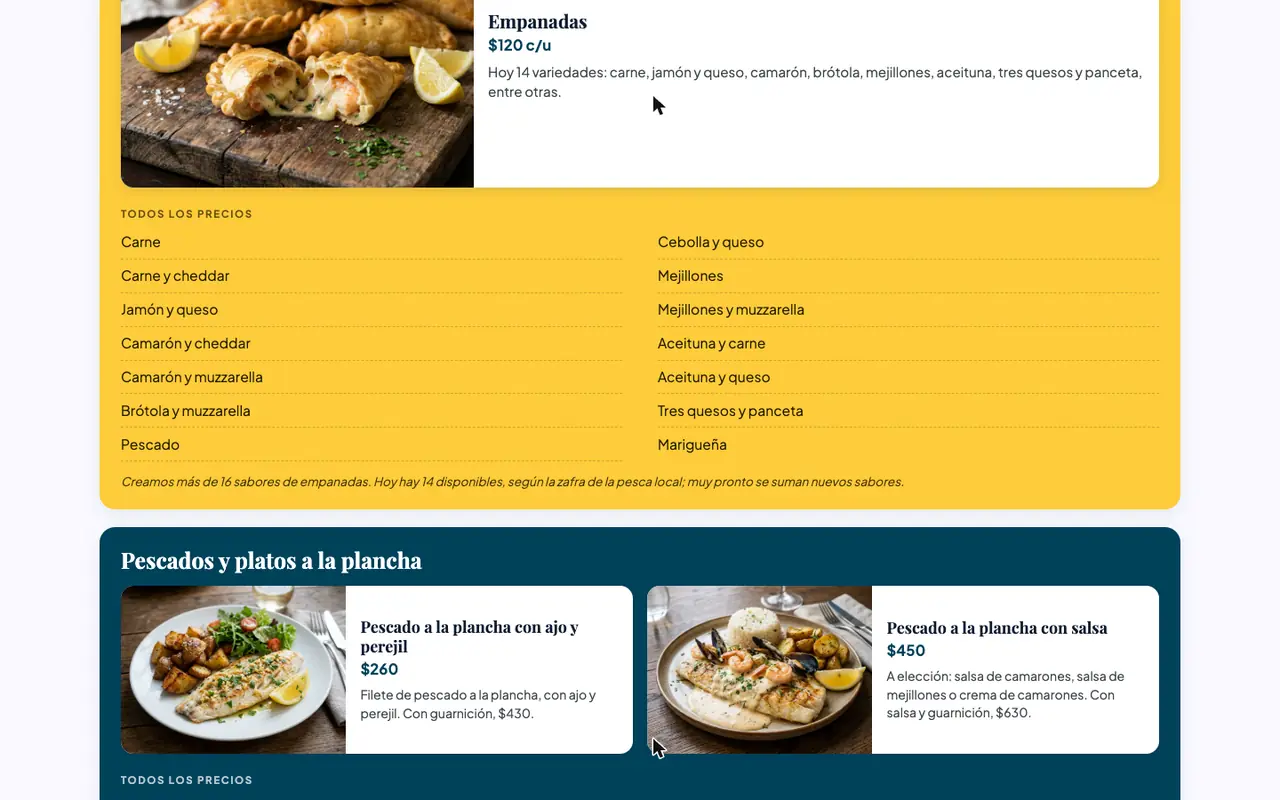 Empanadas
$120 c/u
Hoy 14 variedades: carne, jamón y queso, camarón, brótola, mejillones, aceituna, tres quesos y panceta,
entre otras.
TODOS LOS PRECIOS
Carne
Carne y cheddar
Jamón y queso
Camarón y cheddar
Camarón y muzzarella
Brótola y muzzarella
Pescado
Cebolla y queso
Mejillones
Mejillones y muzzarella
Aceituna y carne
Aceituna y queso
Tres quesos y panceta
Marigueña
Creamos más de 16 sabores de empanadas. Hoy hay 14 disponibles, según la zafra de la pesca local; muy pronto se suman nuevos sabores.
Pescados y platos a la plancha
Pescado a la plancha con ajo y
perejil
$260
Filete de pescado a la plancha, con ajo y
perejil. Con guarnición, $430.
Pescado a la plancha con salsa
$450
A elección: salsa de camarones, salsa de
mejillones o crema de camarones. Con
salsa y guarnición, $630.
TODOS LOS PRECIOS